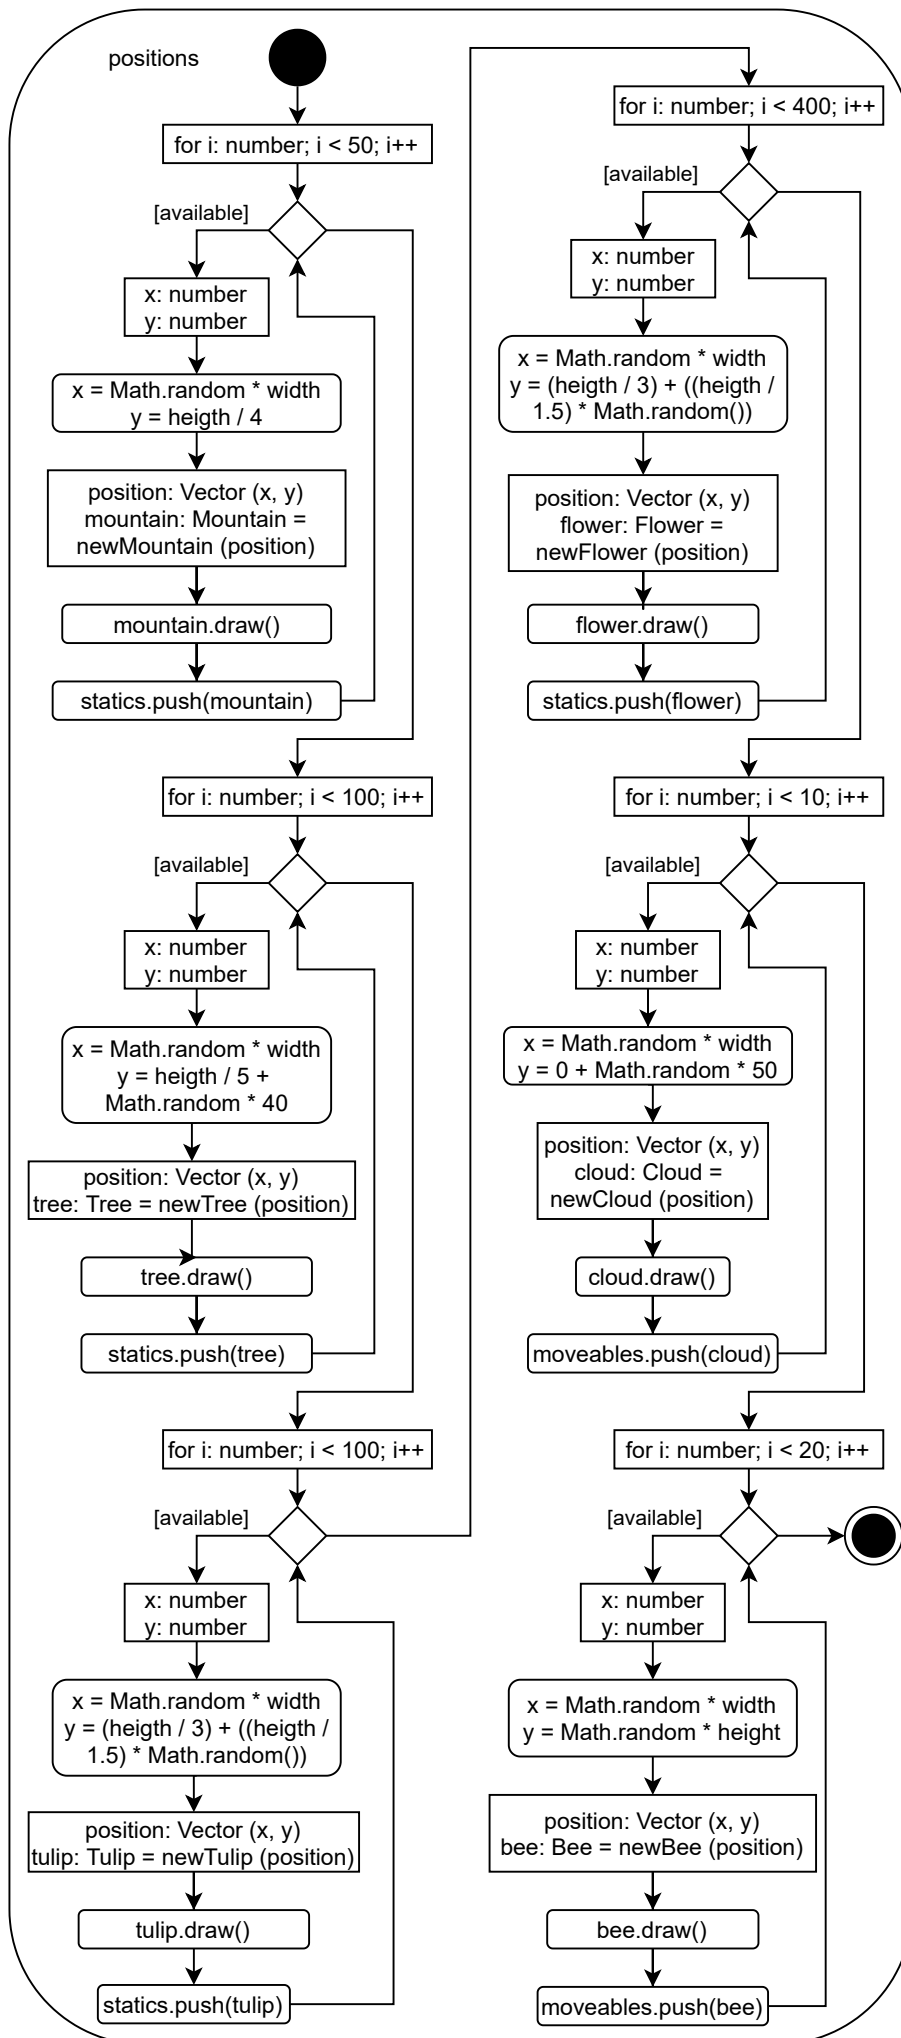 positions
for i: number; i < 50; i++
[available]
x: number
y: number
x = Math.random * width
y = heigth / 4
position: Vector (x, y)
mountain: Mountain =
newMountain (position)
mountain.draw()
statics.push(mountain)
for i: number; i < 100; i++
[available]
x: number
y: number
x = Math.random * width
y = heigth / 5 +
Math.random * 40
position: Vector (x, y)
tree: Tree = newTree (position)
tree.draw()
statics.push(tree)
for i: number; i < 100; i++
[available]
x: number
y: number
x = Math.random * width
y = (heigth / 3) + ((heigth /
1.5) * Math.random())
position: Vector (x, y)
tulip: Tulip = newTulip (position)
tulip.draw()
statics.push(tulip)
for i: number; i < 400; i++
[available]
x: number
y: number
x = Math.random * width
y = (heigth / 3) + ((heigth /
1.5) * Math.random())
position: Vector (x, y)
flower: Flower =
newFlower (position)
flower.draw()
statics.push(flower)
for i: number; i < 10; i++
[available]
x: number
y: number
x = Math.random * width
y = 0 + Math.random * 50
position: Vector (x, y)
cloud: Cloud =
newCloud (position)
cloud.draw()
moveables.push(cloud)
for i: number; i < 20; i++
[available]
x: number
y: number
x = Math.random * width
y = Math.random * height
position: Vector (x, y)
bee: Bee = newBee (position)
bee.draw()
moveables.push(bee)